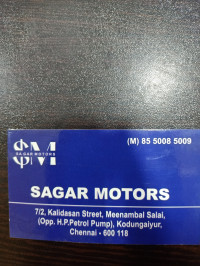 SM
SAGAR MOTORS
(M) 85 5008 5009
SAGAR MOTORS
7/2, Kalidasan Street, Meenambal Salai,
(Opp. H.P.Petrol Pump), Kodungaiyur,
Chennai - 600 118